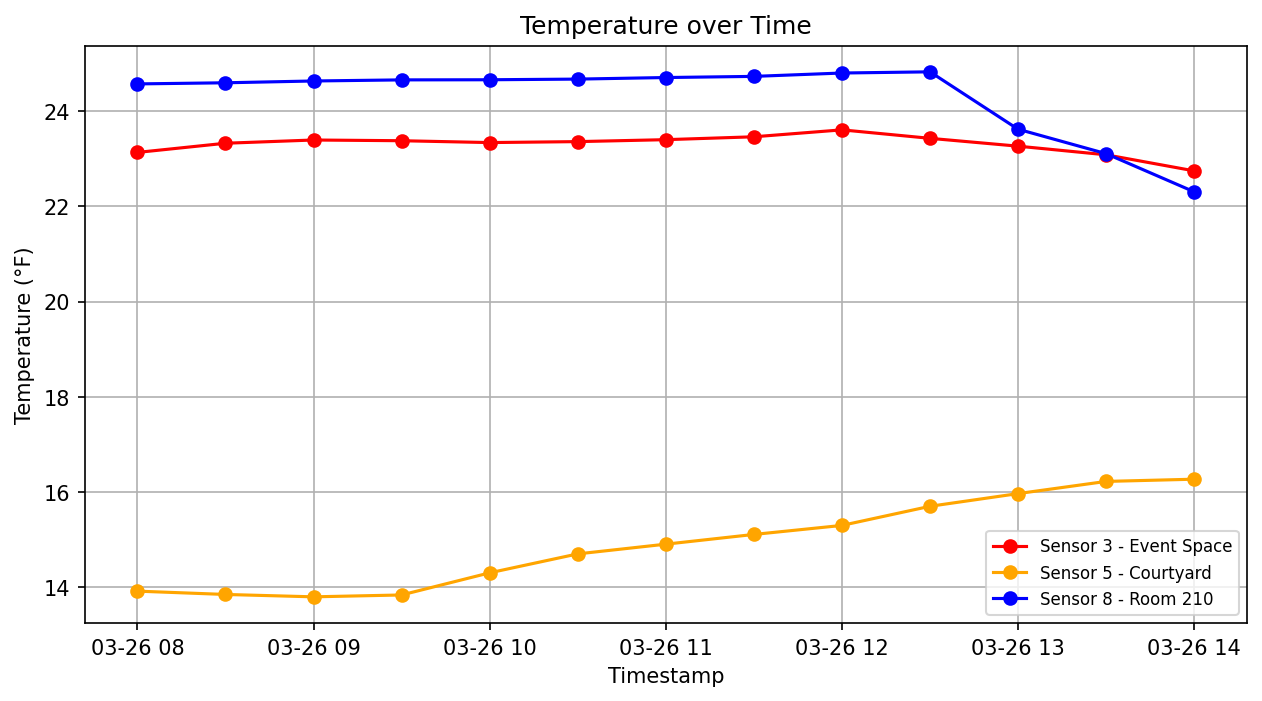 Temperature over Time
Temperature (°F)
24
22
20
18
16
14
Sensor 3 - Event Space
Sensor 5 - Courtyard
Sensor 8 - Room 210
03-26 08 03-26 09 03-26 10 03-26 11 03-26 12 03-26 13 03-26 14
Timestamp